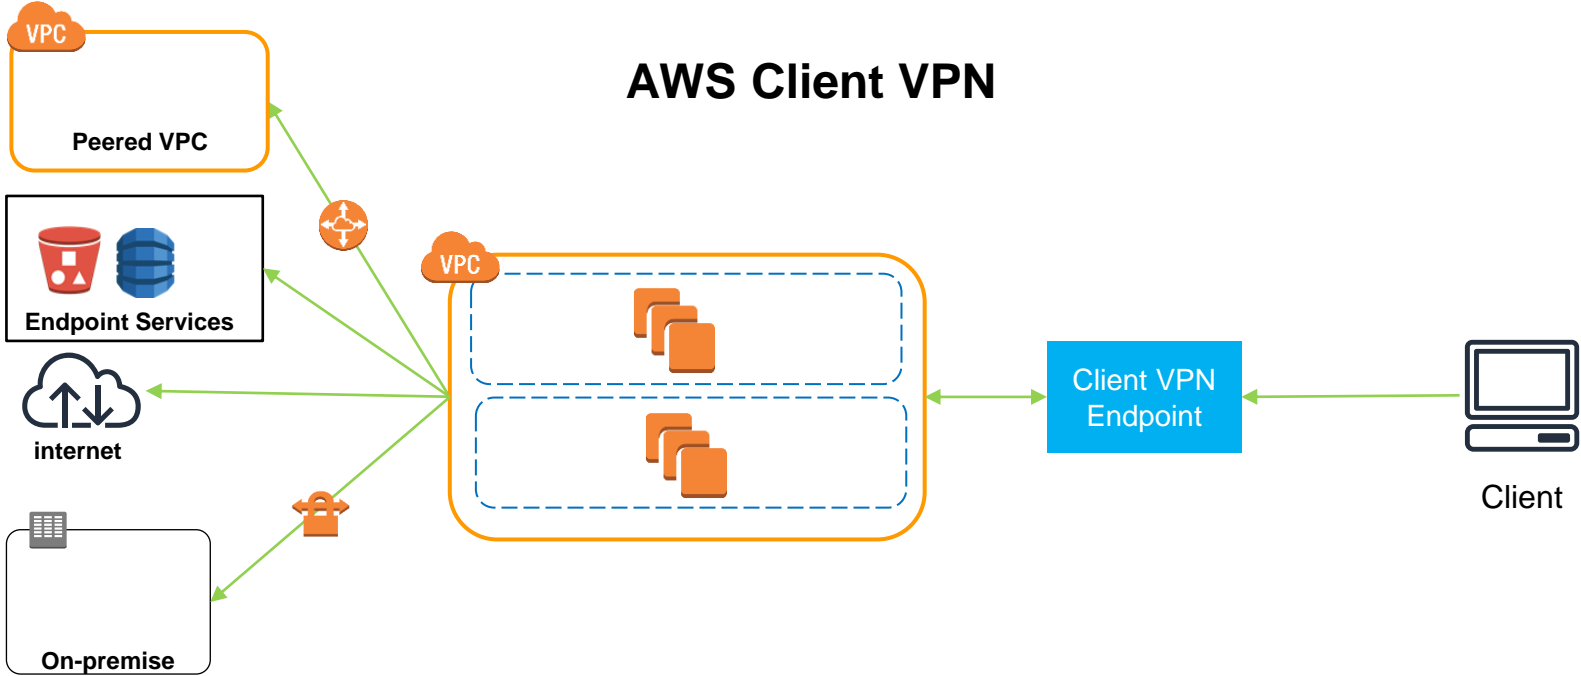 VPC
AWS Client VPN
Peered VPC
Endpoint Services
internet
On-premise
VPC
Client VPN
Endpoint
Client